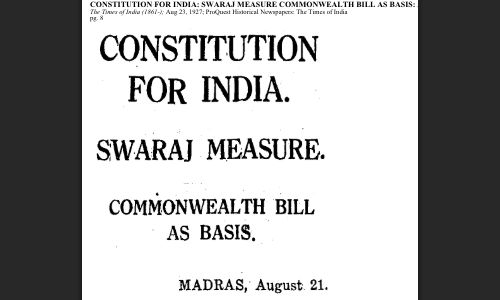 CONSTITUTION FOR INDIA: SWARAJ MEASURE COMMONWEALTH BILL AS BASIS:
The Times of India (1861-); Aug 23, 1927; ProQuest Historical Newspapers: The Times of India
pg. 8
CONSTITUTION
FOR INDIA.
SWARAJ MEASURE.
COMMONWEALTH BILL
AS BASIS.
MADRAS, August 21.